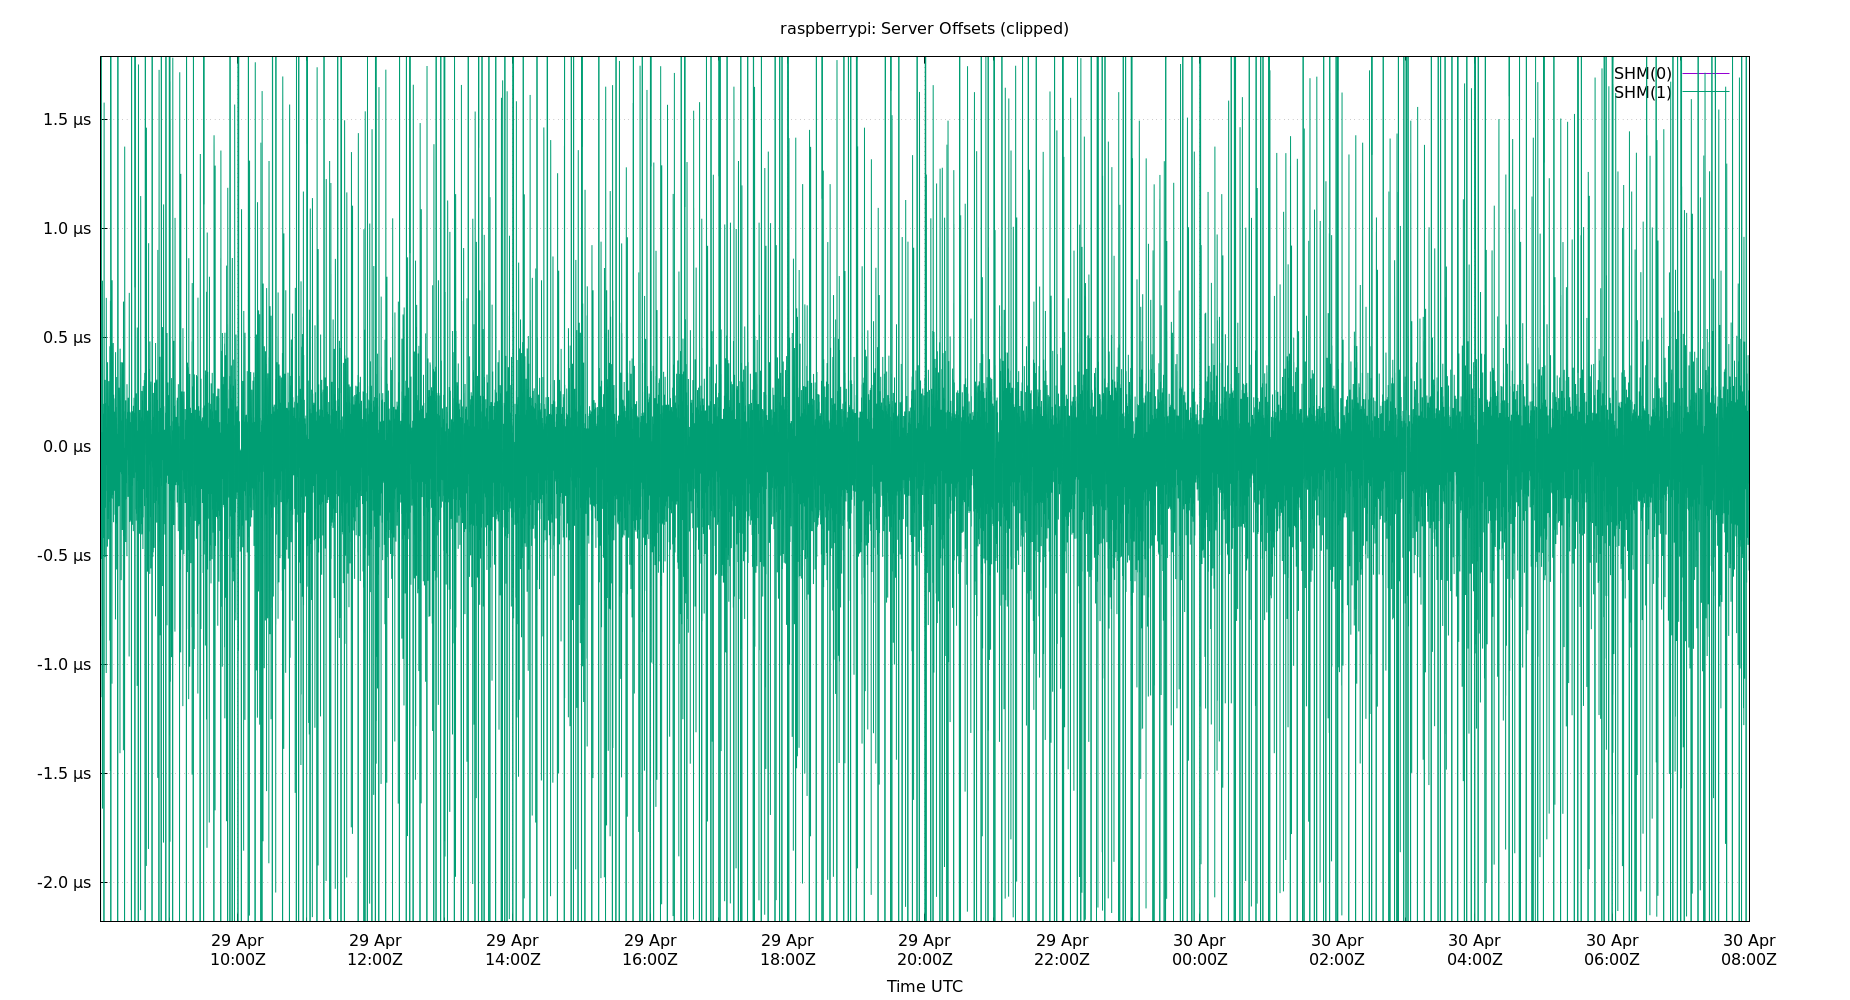 raspberrypi: Server Offsets (clipped)
SHM(0)
SHM(1)
1.5 µs
1.0 µs
0.5 µs
0.0 µs
-0.5 µs
-1.0 µs
-1.5 µs
-2.0 µs
29 Apr 29 Apr 29 Apr 29 Apr 29 Apr 29 Apr 29 Apr 30 Apr 30 Apr 30 Apr 30 Apr 30 Apr
10:00Z 12:00Z 14:00Z 16:00Z 18:00Z 20:00Z 22:00Z 00:00Z 02:00Z 04:00Z 06:00Z 08:00Z
Time UTC